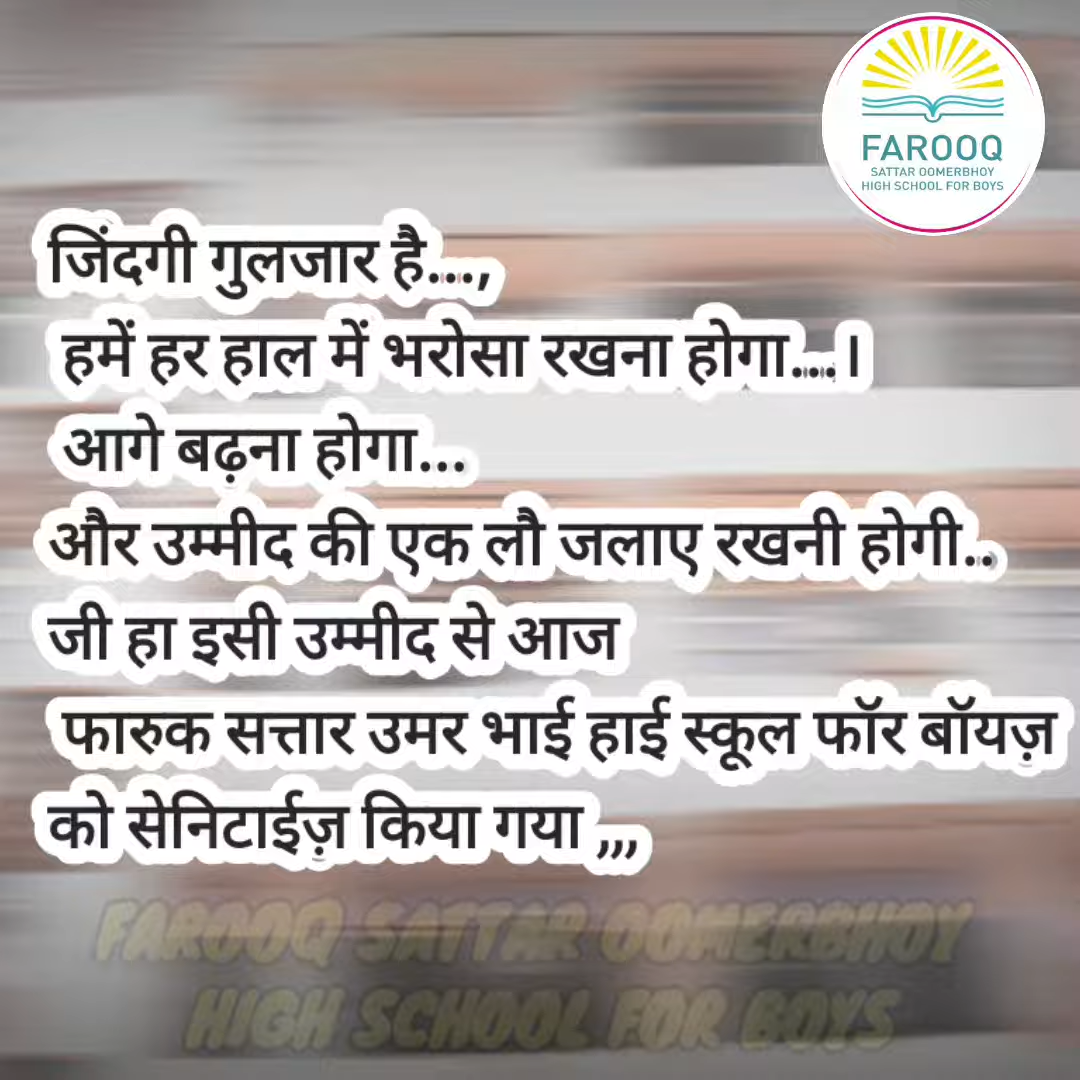 FAROOQ
SATTAR OOMERBHOY
HIGH SCHOOL FOR BOYS
जिंदगी गुलजार है....,
हमें हर हाल में भरोसा रखना होगा....।
आगे बढ़ना होगा...
और उम्मीद की एक लौ जलाए रखनी होगी..
जी हा इसी उम्मीद से आज
फारुक सत्तार उमर भाई हाई स्कूल फॉर बॉयज़
को सेनिटाईज़ किया गया ,,,
FAROOQ SATTAR OOMERBHOY
HIGH SCHOOL FOR BOYS